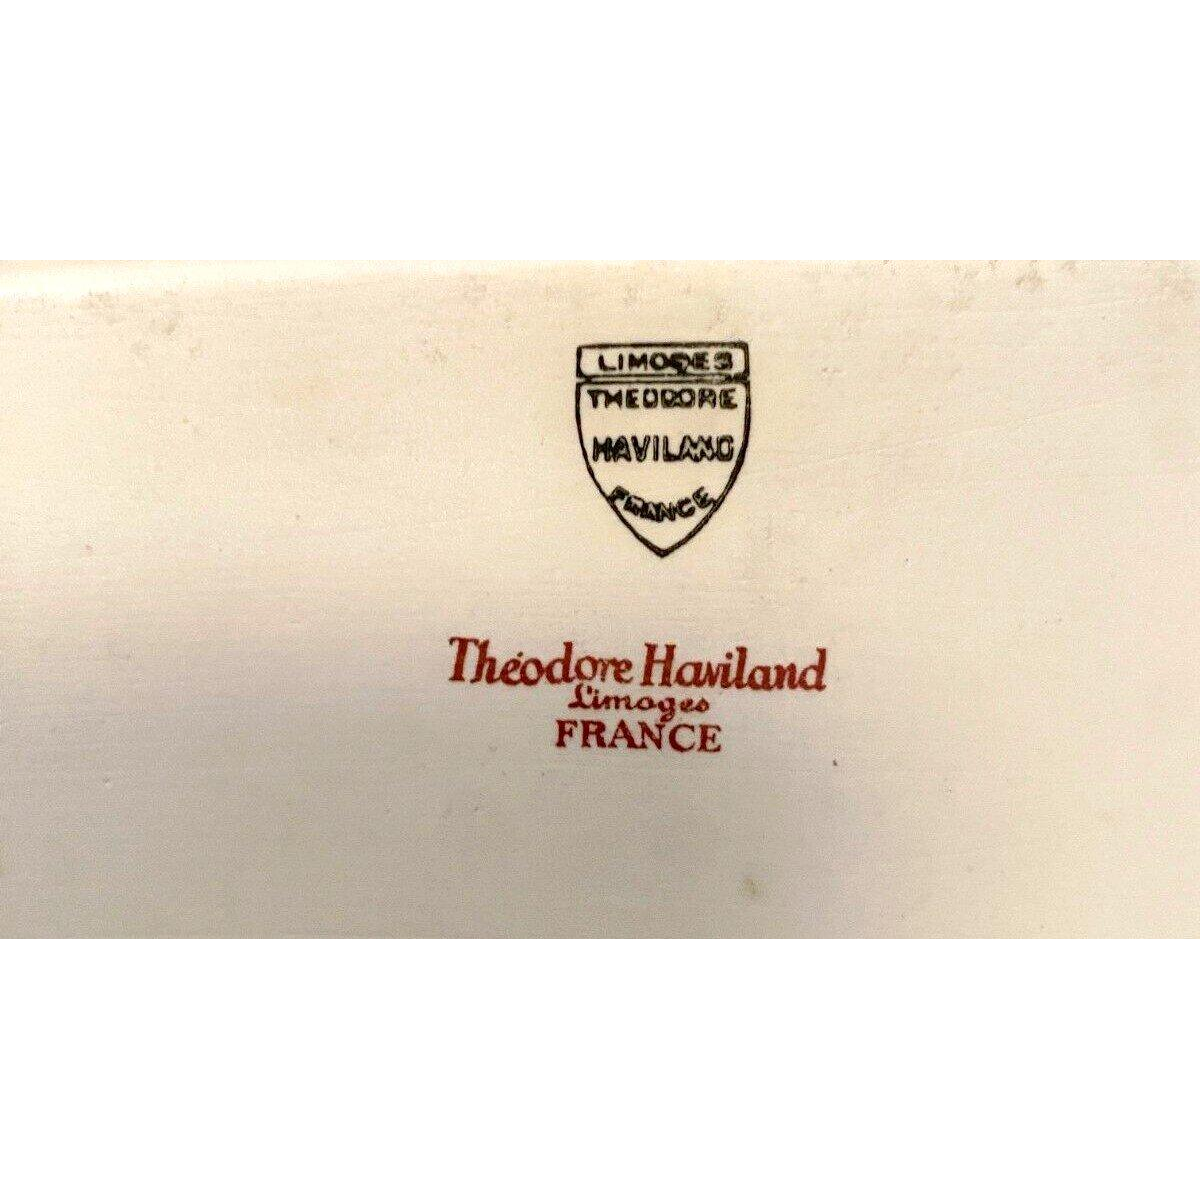 LIMOGES
THEODORE
HAVILAND
FRANCE
Théodore Haviland
Limoges
FRANCE